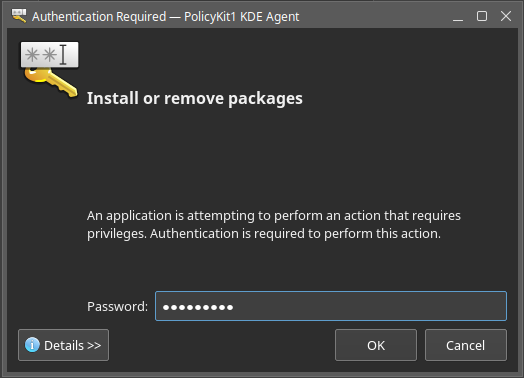 Authentication Required — PolicyKit1 KDE Agent
**
Install or remove packages
An application is attempting to perform an action that requires
privileges. Authentication is required to perform this action.
Password: ●●●●●●●●●
Details >>
OK
Cancel